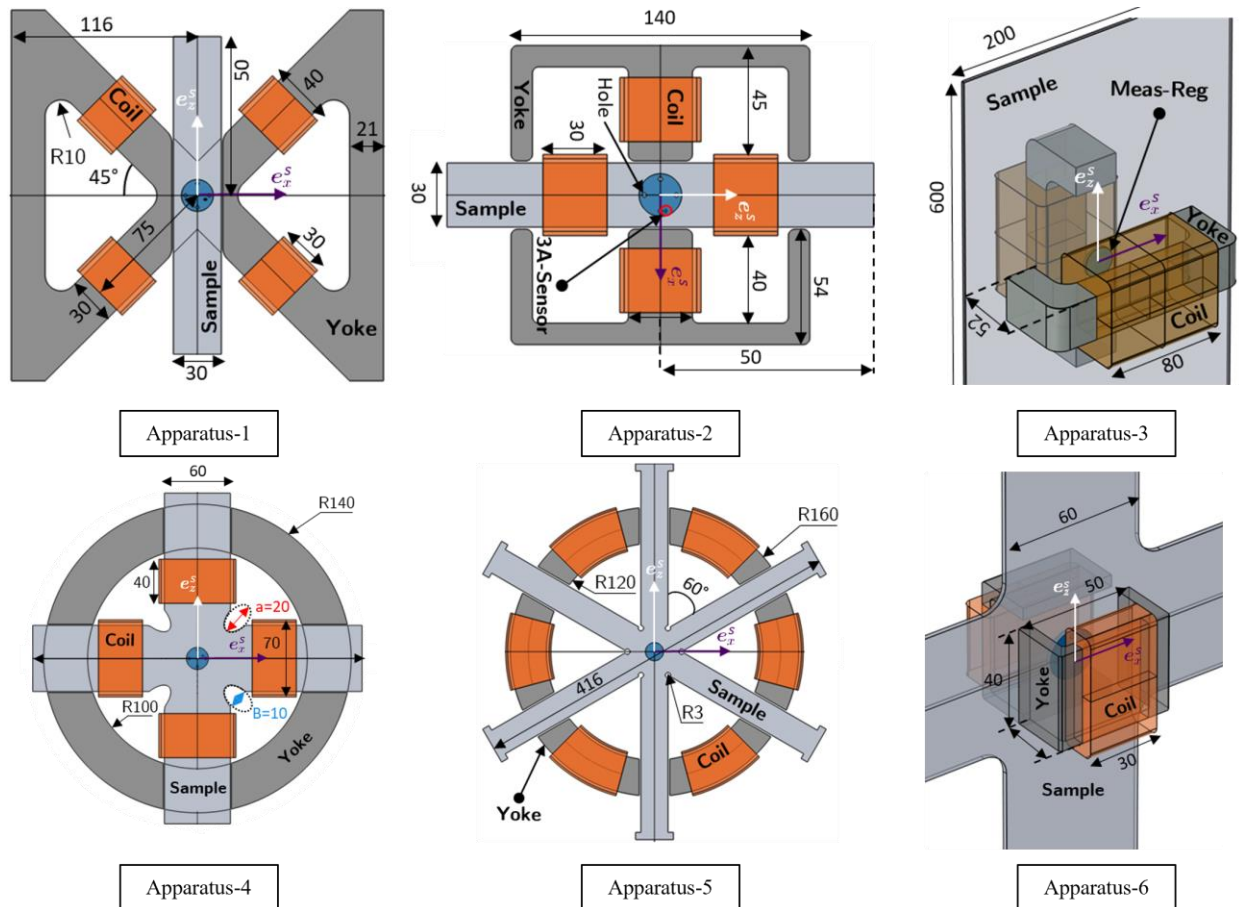 116
50
40
Coil
e_z^s
R10
21
45°
e_x^s
75
30
30
Sample
Yoke
30
Apparatus-1
140
Yoke
Hole
Coil
45
30
30
Sample
e_z^s
3A-Sensor
e_x^s
40
54
50
Apparatus-2
200
Sample
Meas-Reg
e_z^s
e_x^s
600
Yoke
52
Coil
80
Apparatus-3
60
R140
40
e_z^s
a=20
Coil
e_x^s
70
R100
B=10
Yoke
Sample
Apparatus-4
R160
R120
60°
e_z^s
e_x^s
416
Sample
R3
Coil
Yoke
Apparatus-5
60
50
e_z^s
e_x^s
40
Yoke
Coil
30
Sample
Apparatus-6